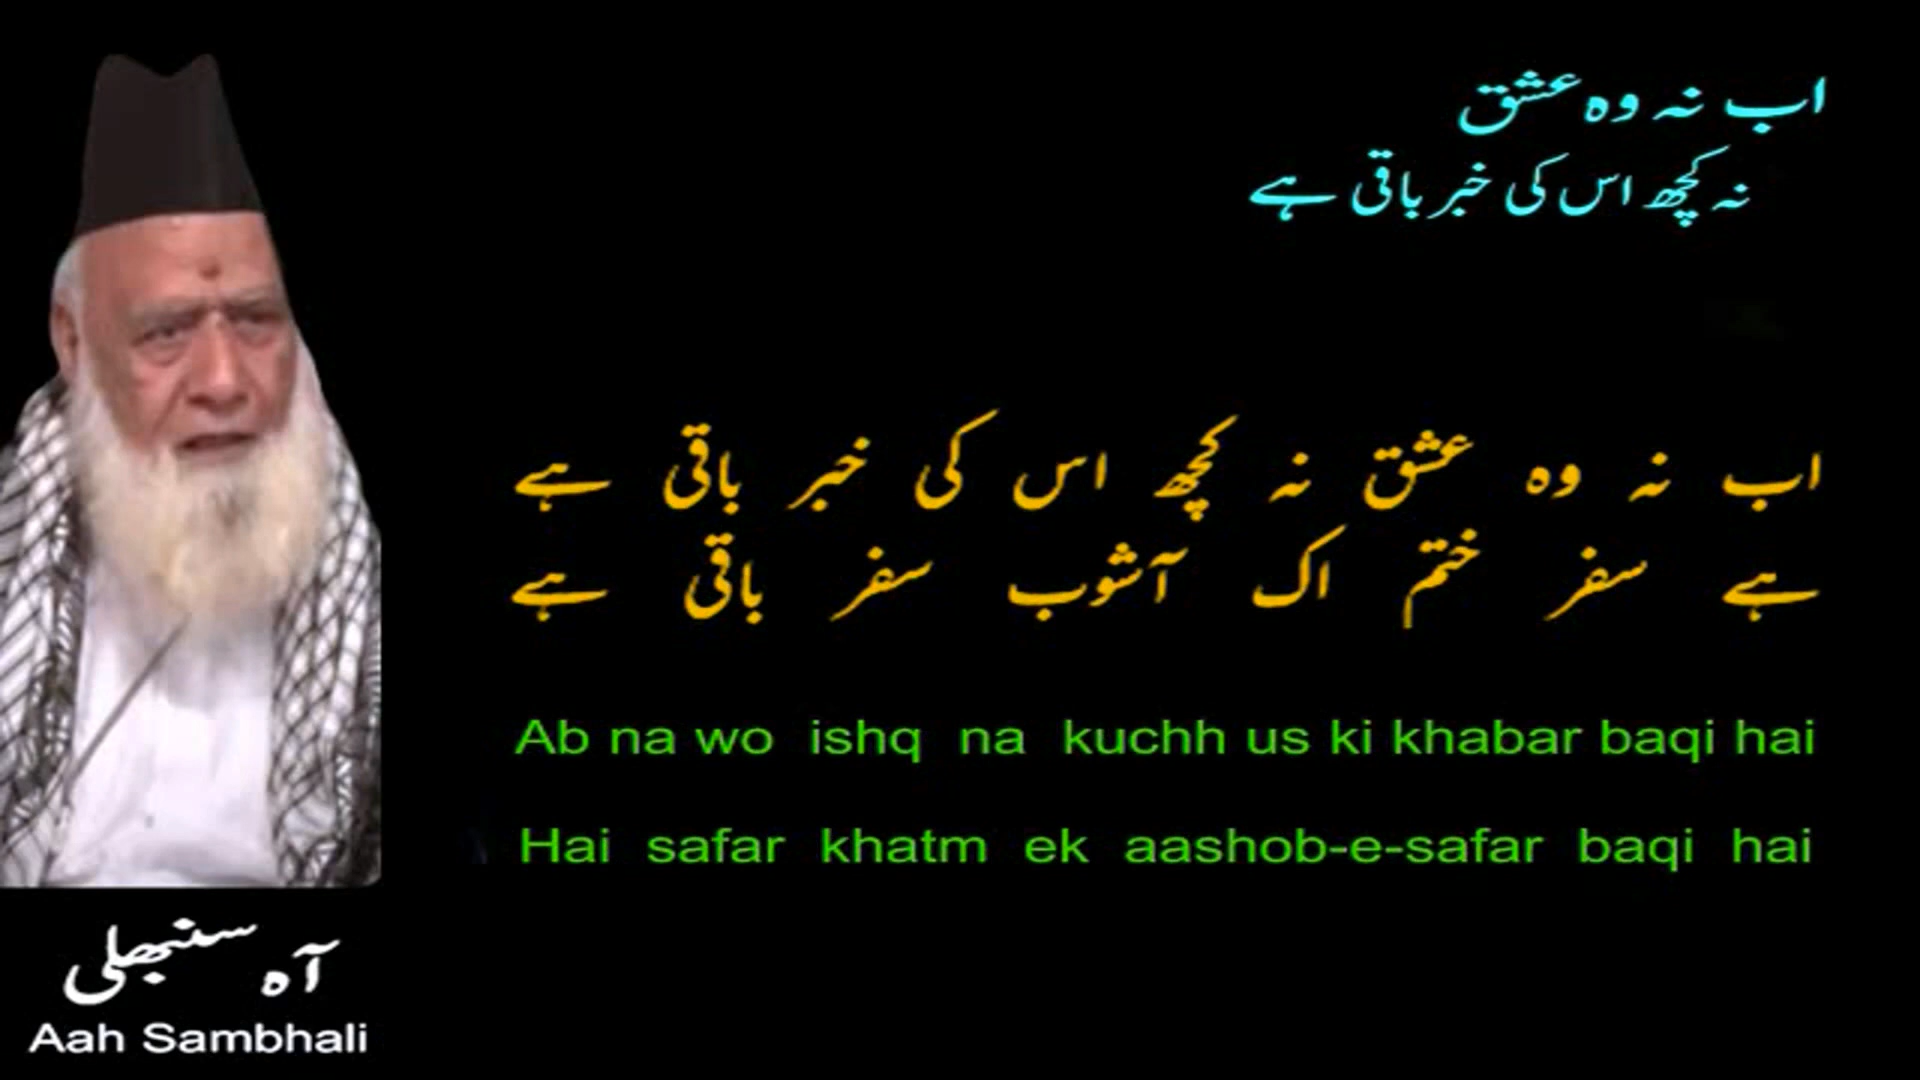 اب نہ وہ عشق
نہ کچھ اس کی خبر باقی ہے
اب نہ وہ عشق نہ کچھ اس کی خبر باقی ہے
ہے سفر ختم اک آشوب سفر باقی ہے
Ab na wo ishq na kuchh us ki khabar baqi hai
Hai safar khatm ek aashob-e-safar baqi hai
آہ سنبھلی
Aah Sambhali